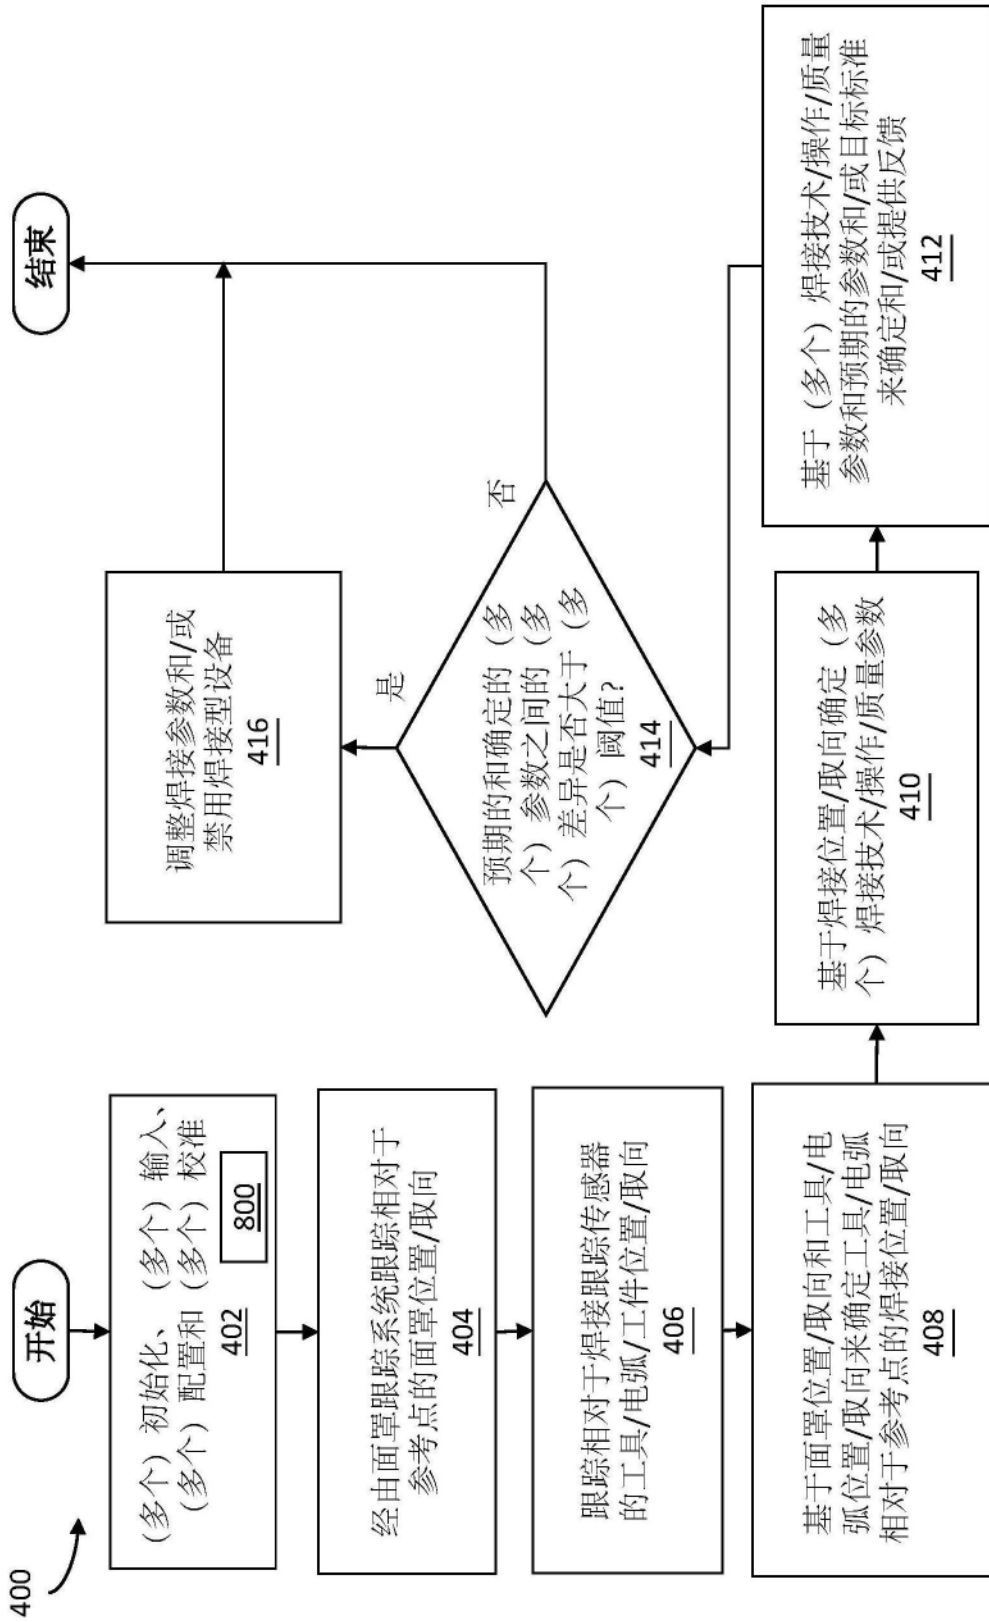 400
开始
(多个) 初始化、(多个) 输入、
(多个) 配置和 (多个) 校准
402
800
经由面罩跟踪系统跟踪相对于
参考点的面罩位置/取向
404
跟踪相对于焊接跟踪传感器
的工具/电弧/工件位置/取向
406
基于面罩位置/取向和工具/电
弧位置/取向来确定工具/电弧
相对于参考点的焊接位置/取向
408
基于焊接位置/取向确定（多
个）焊接技术/操作/质量参数
410
基于（多个）焊接技术/操作/质量
参数和预期的参数和/或目标标准
来确定和/或提供反馈
412
预期的和确定的（多
个）参数之间的（多
个）差异是否大于（多
个）阈值?
414
是
否
调整焊接参数和/或
禁用焊接型设备
416
结束